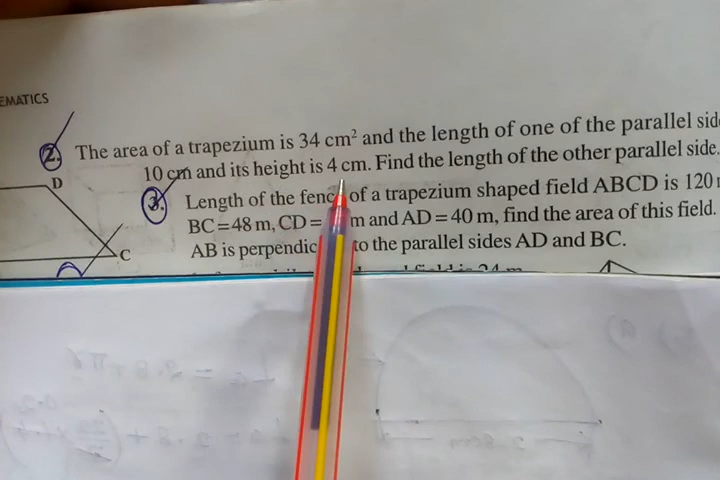 EMATICS
2. The area of a trapezium is 34 cm² and the length of one of the parallel
10 cm and its height is 4 cm. Find the length of the other parallel side.
D
3. Length of the of a trapezium shaped field ABCD is 120
BC = 48 m, CD = m and AD = 40 m, find the area of this field.
AB is to the parallel sides AD and BC.
C
A